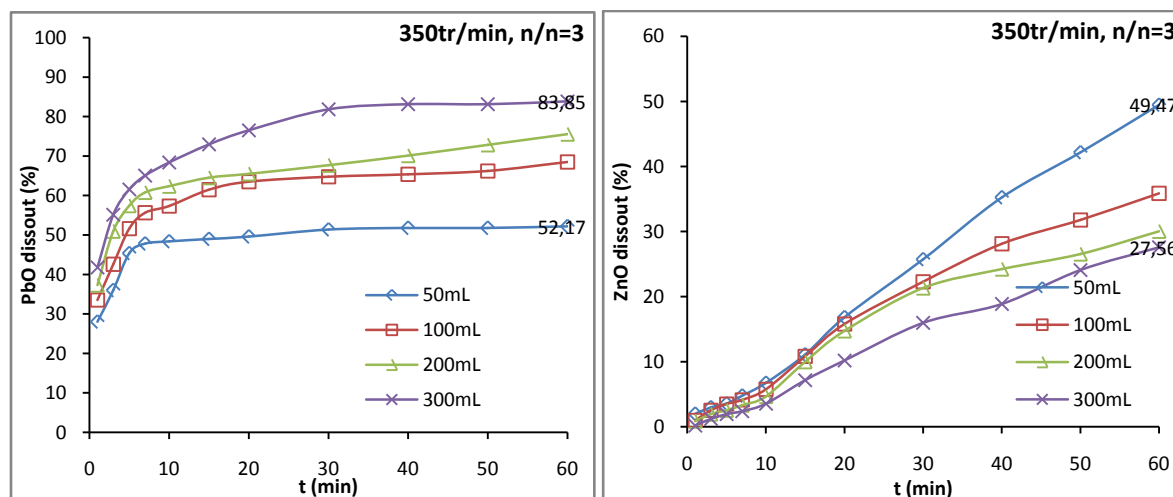 350tr/min, n/n=3
PbO dissout (%)
100
90
80
70
60
50
40
30
20
10
0
83,85
52,17
50mL
100mL
200mL
300mL
0 10 20 30 40 50 60
t (min)
350tr/min, n/n=3
ZnO dissout (%)
60
50
40
30
20
10
0
49,47
27,56
50mL
100mL
200mL
300mL
0 10 20 30 40 50 60
t (min)